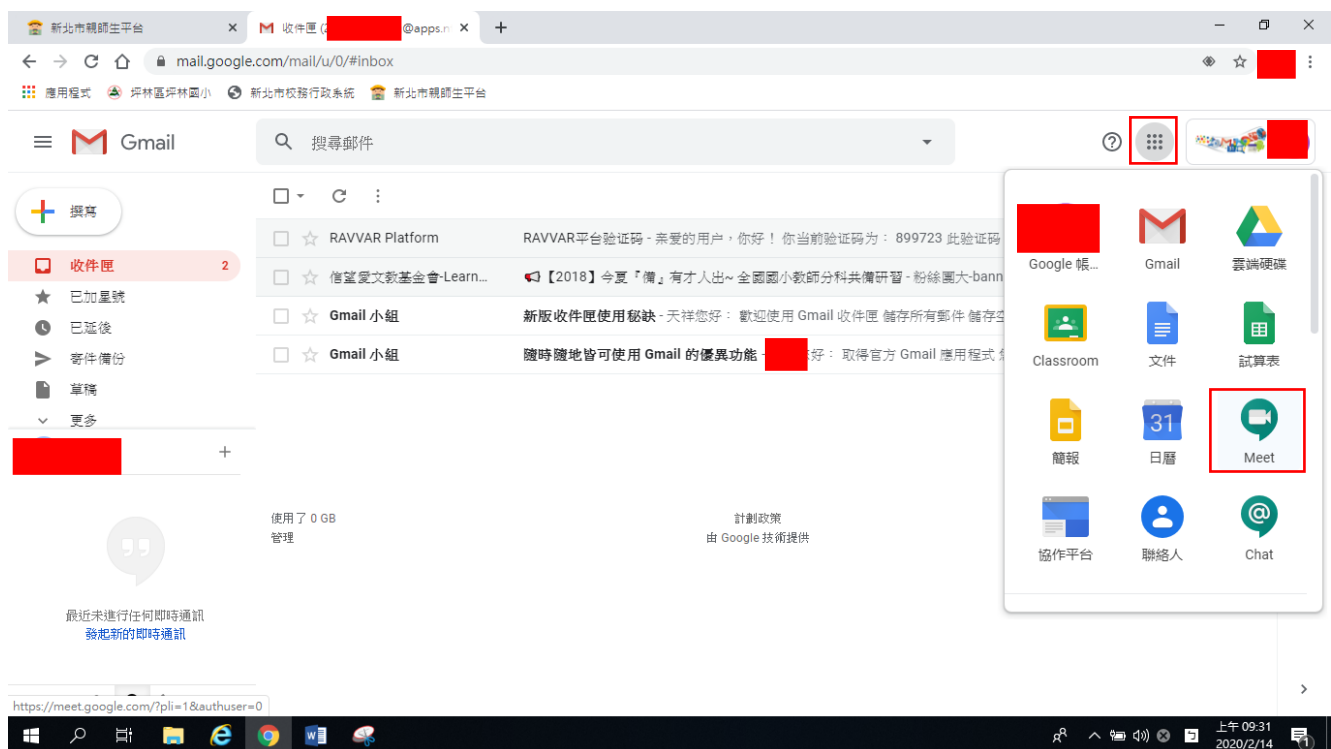 新北市親師生平台
收件匣 (2 @apps.n
mail.google.com/mail/u/0/#inbox
應用程式 坪林區坪林國小 新北市校務行政系統 新北市親師生平台
Gmail
搜尋郵件
撰寫
收件匣 2
已加星號
已延後
寄件備份
草稿
更多
RAVVAR Platform RAVVAR平台验证码 - 亲爱的用户，你好！ 你当前验证码为： 899723 此验证码
信望愛文教基金會-Learn... 【2018】今夏『備』有才人出~ 全國國小教師分科共備研習 - 粉絲團大-bann
Gmail 小組 新版收件匣使用秘訣 - 天祥您好： 歡迎使用 Gmail 收件匣 儲存所有郵件 儲存空
Gmail 小組 隨時隨地皆可使用 Gmail 的優異功能 - 好： 取得官方 Gmail 應用程式
使用了 0 GB
管理
計劃政策
由 Google 技術提供
最近未進行任何即時通訊
發起新的即時通訊
Google 帳... Gmail 雲端硬碟
Classroom 文件 試算表
簡報 31 日曆 Meet
協作平台 聯絡人 Chat
https://meet.google.com/?pli=1&authuser=0
上午 09:31
2020/2/14